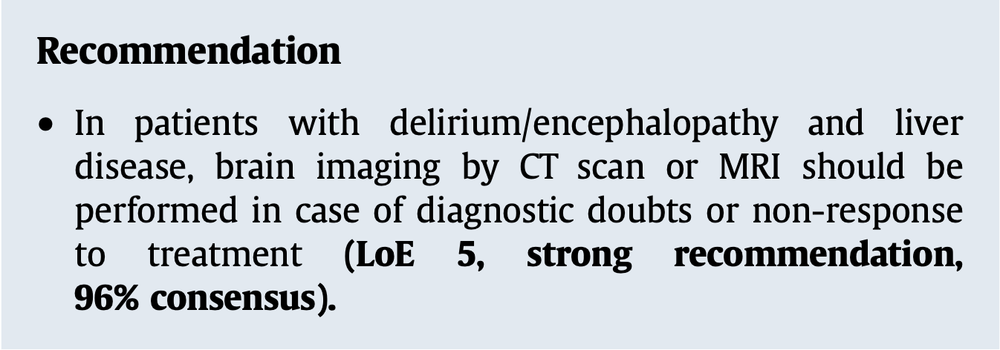 Recommendation
• In patients with delirium/encephalopathy and liver
disease, brain imaging by CT scan or MRI should be
performed in case of diagnostic doubts or non-response
to treatment (LoE 5, strong recommendation,
96% consensus).